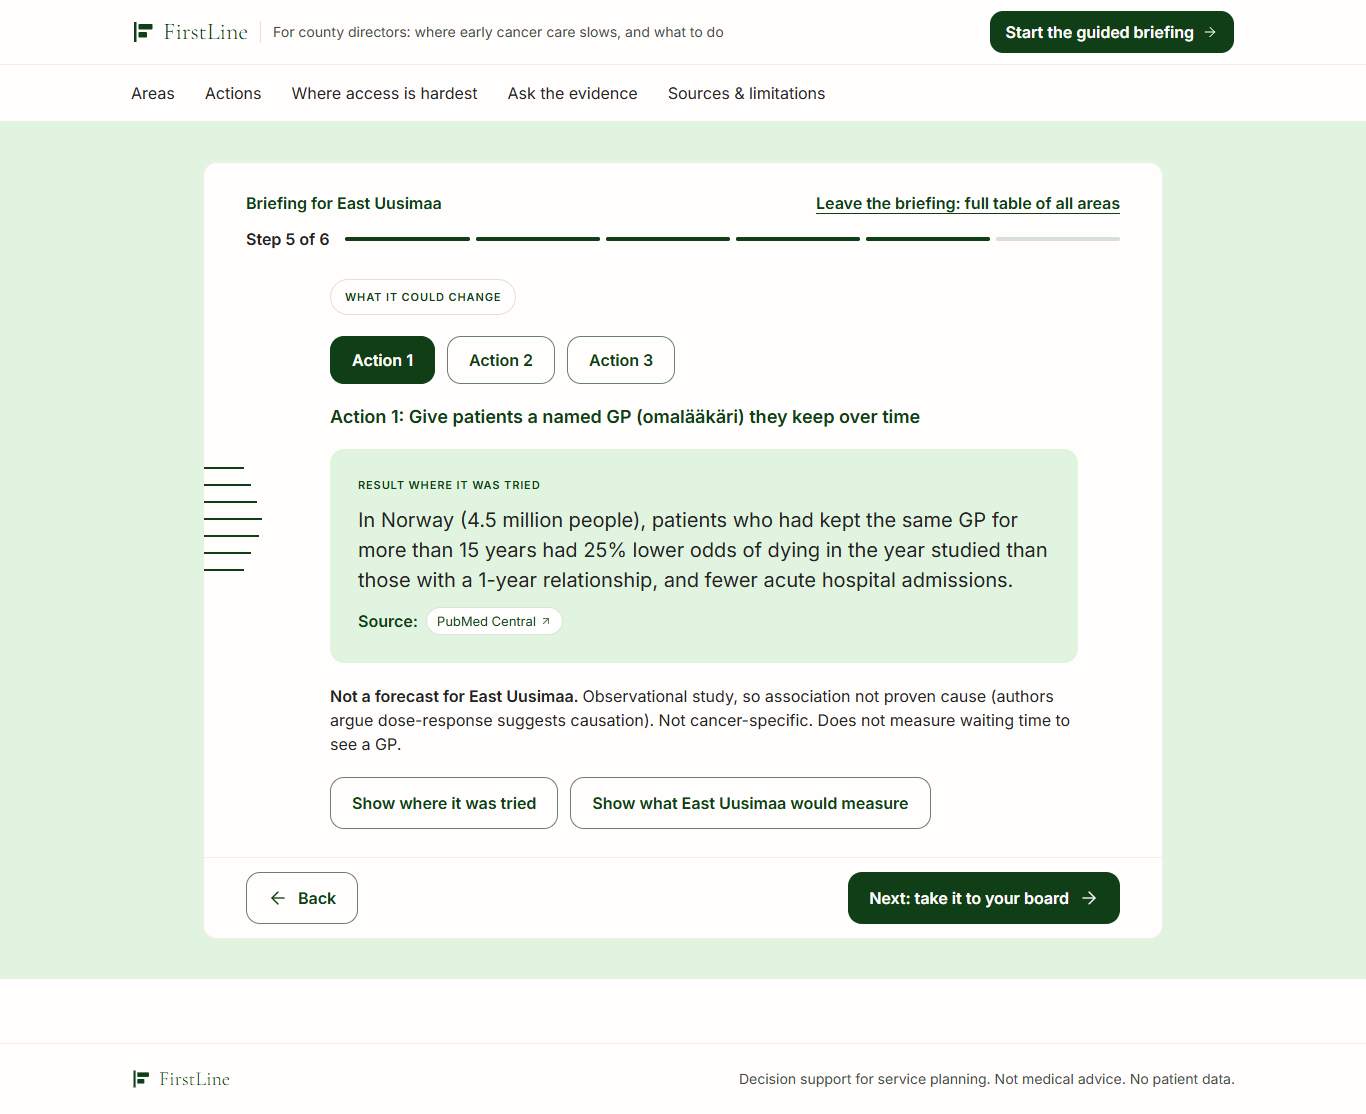 FirstLine
For county directors: where early cancer care slows, and what to do
Start the guided briefing →
Areas
Actions
Where access is hardest
Ask the evidence
Sources & limitations
Briefing for East Uusimaa
Leave the briefing: full table of all areas
Step 5 of 6
WHAT IT COULD CHANGE
Action 1
Action 2
Action 3
Action 1: Give patients a named GP (omalääkäri) they keep over time
RESULT WHERE IT WAS TRIED
In Norway (4.5 million people), patients who had kept the same GP for
more than 15 years had 25% lower odds of dying in the year studied than
those with a 1-year relationship, and fewer acute hospital admissions.
Source: PubMed Central ↗
Not a forecast for East Uusimaa. Observational study, so association not proven cause (authors
argue dose-response suggests causation). Not cancer-specific. Does not measure waiting time to
see a GP.
Show where it was tried
Show what East Uusimaa would measure
← Back
Next: take it to your board →
FirstLine
Decision support for service planning. Not medical advice. No patient data.